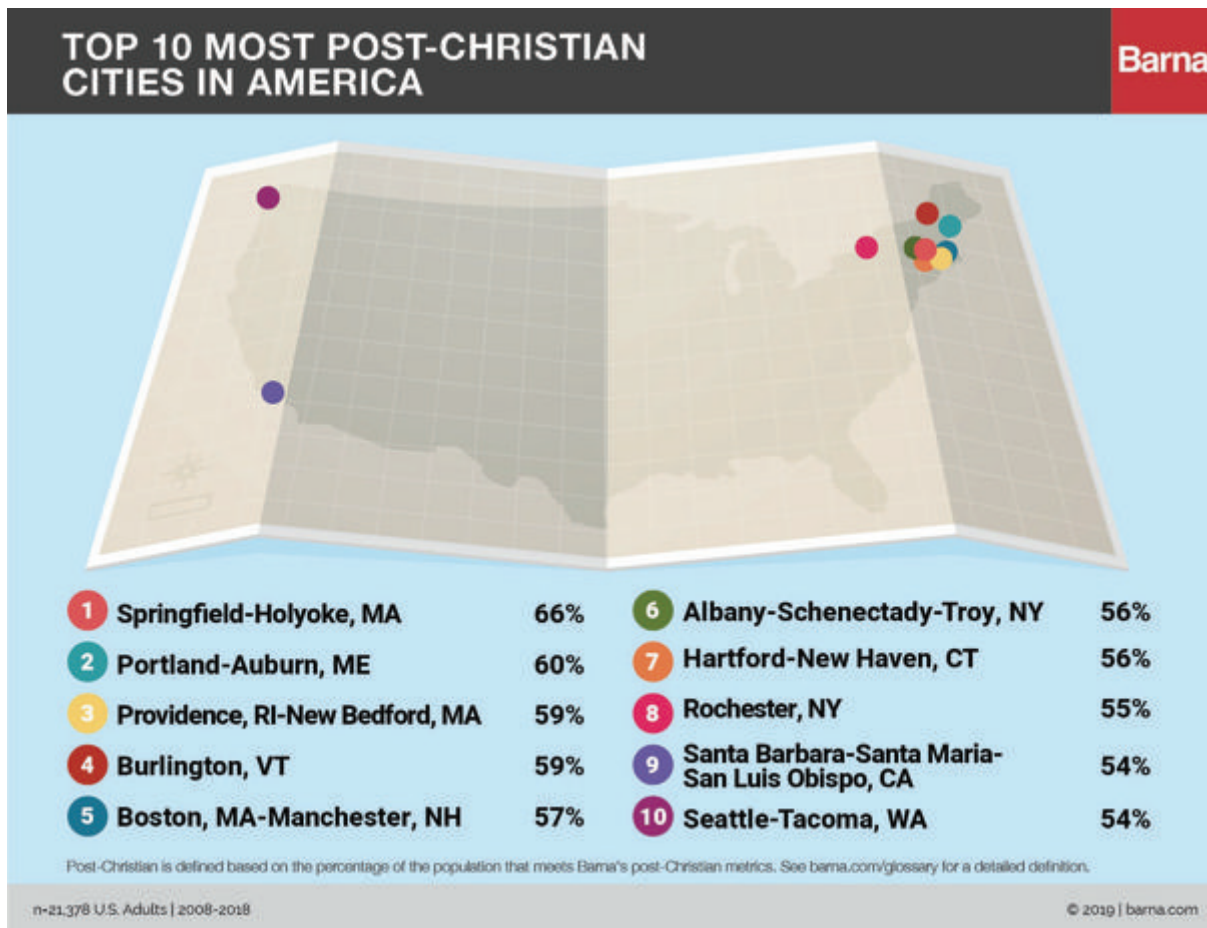 TOP 10 MOST POST-CHRISTIAN
CITIES IN AMERICA
Barna
1 Springfield-Holyoke, MA 66%
2 Portland-Auburn, ME 60%
3 Providence, RI-New Bedford, MA 59%
4 Burlington, VT 59%
5 Boston, MA-Manchester, NH 57%
6 Albany-Schenectady-Troy, NY 56%
7 Hartford-New Haven, CT 56%
8 Rochester, NY 55%
9 Santa Barbara-Santa Maria-
San Luis Obispo, CA 54%
10 Seattle-Tacoma, WA 54%
Post-Christian is defined based on the percentage of the population that meets Barna's post-Christian metrics. See barna.com/glossary for a detailed definition.
n=21,378 U.S. Adults | 2008-2018
© 2019 | barna.com